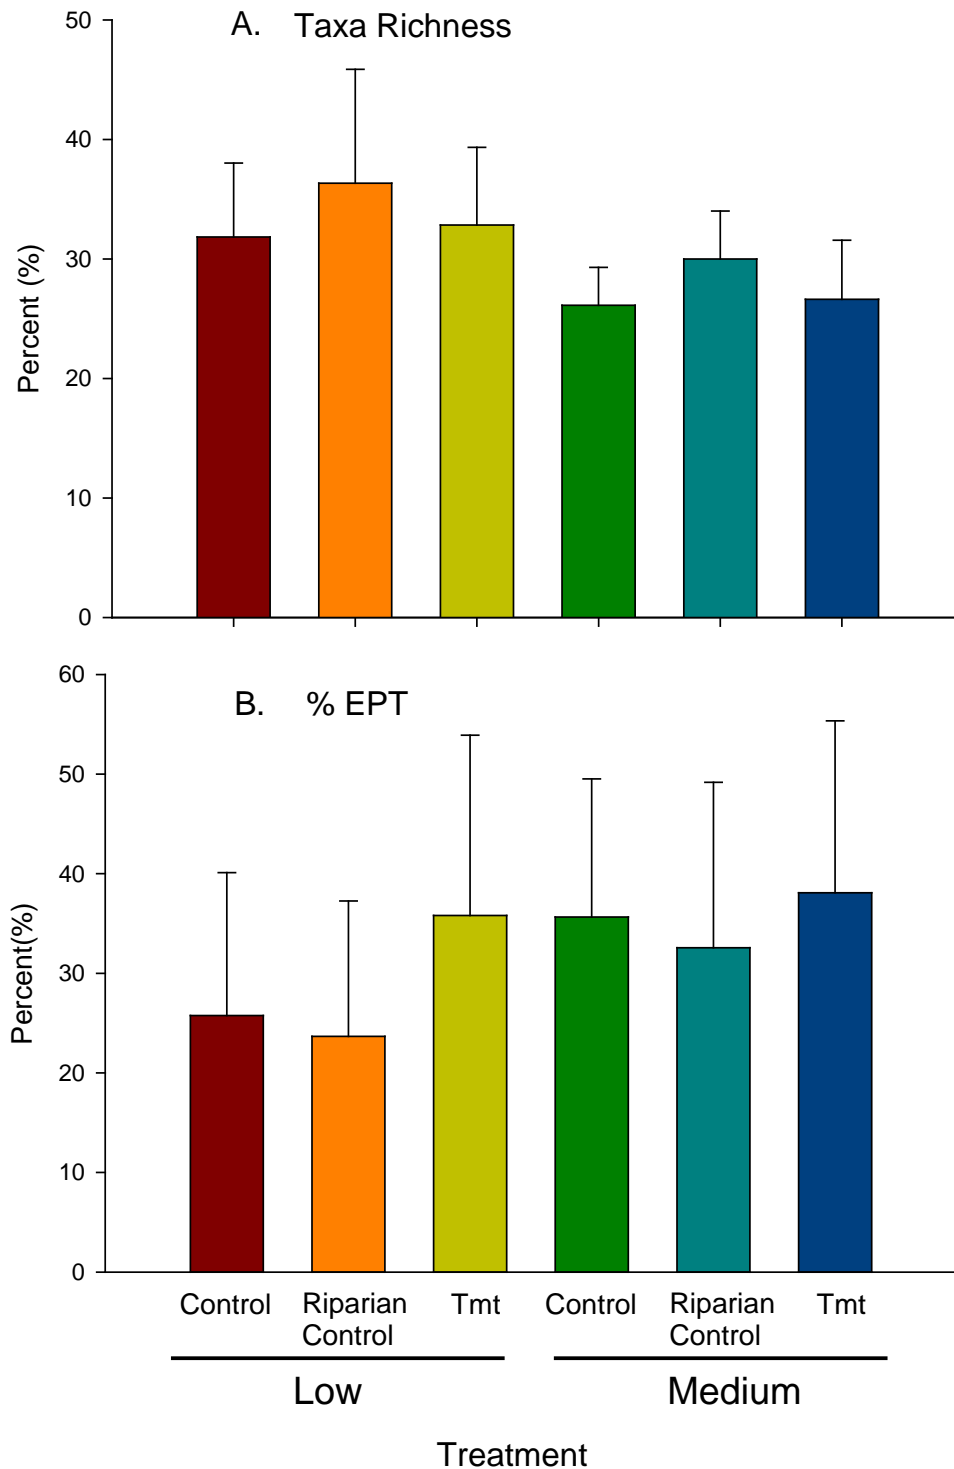 A. Taxa Richness
50
40
30
20
10
0
Percent (%)
B. % EPT
60
50
40
30
20
10
0
Percent(%)
Control Riparian Control Tmt Control Riparian Control Tmt
Low Medium
Treatment